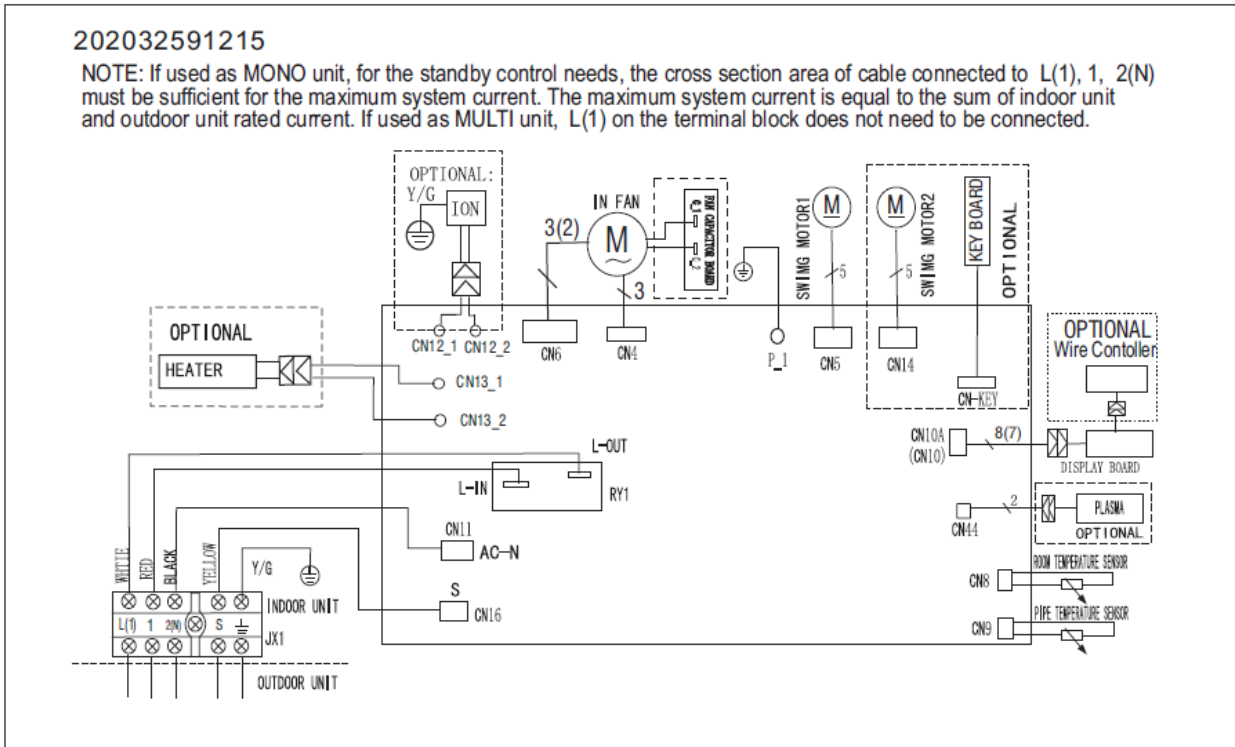 202032591215
NOTE: If used as MONO unit, for the standby control needs, the cross section area of cable connected to L(1), 1, 2(N)
must be sufficient for the maximum system current. The maximum system current is equal to the sum of indoor unit
and outdoor unit rated current. If used as MULTI unit, L(1) on the terminal block does not need to be connected.
OPTIONAL:
Y/G
ION
CN12_1 CN12_2
IN FAN
M
3(2)
3
CN6
CN4
FAN CAPACITOR BOARD
C_1
C_2
P_1
SWIMG MOTOR1
M
5
CN5
M
SWIMG MOTOR2
5
CN14
KEY BOARD
OPTIONAL
CN-KEY
OPTIONAL
HEATER
CN13_1
CN13_2
OPTIONAL
Wire Contoller
CN10A
(CN10)
8(7)
DISPLAY BOARD
CN44
2
PLASMA
OPTIONAL
CN8
ROOM TEMPERATURE SENSOR
CN9
PIPE TEMPERATURE SENSOR
L-OUT
L-IN
RY1
CN11
AC-N
S
CN16
WHTIE
RED
BLACK
YELLOW
Y/G
INDOOR UNIT
L(1) 1 2(N) S
JX1
OUTDOOR UNIT